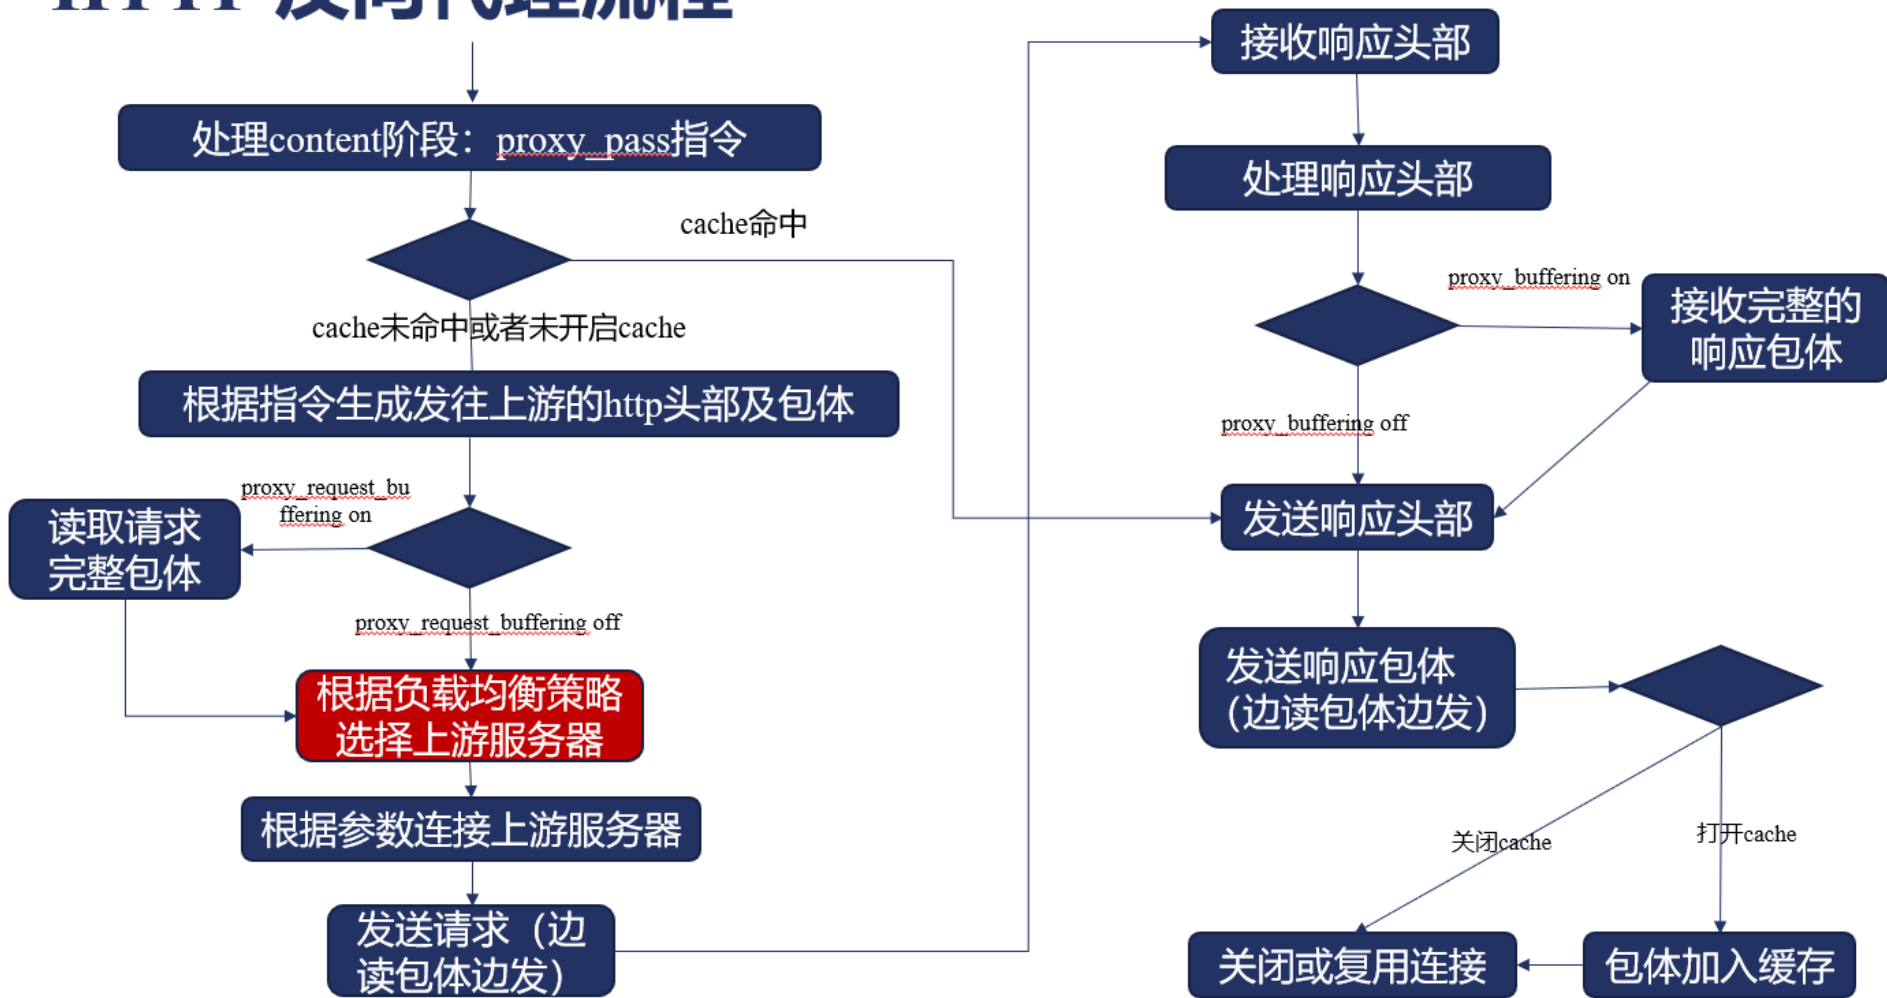 HTTP 反向代理流程
处理content阶段：proxy_pass指令
cache命中
cache未命中或者未开启cache
根据指令生成发往上游的http头部及包体
proxy_request_bu
ffering on
读取请求
完整包体
proxy_request_buffering off
根据负载均衡策略
选择上游服务器
根据参数连接上游服务器
发送请求（边
读包体边发）
接收响应头部
处理响应头部
proxy_buffering on
接收完整的
响应包体
proxy_buffering off
发送响应头部
发送响应包体
（边读包体边发）
关闭cache
打开cache
关闭或复用连接
包体加入缓存